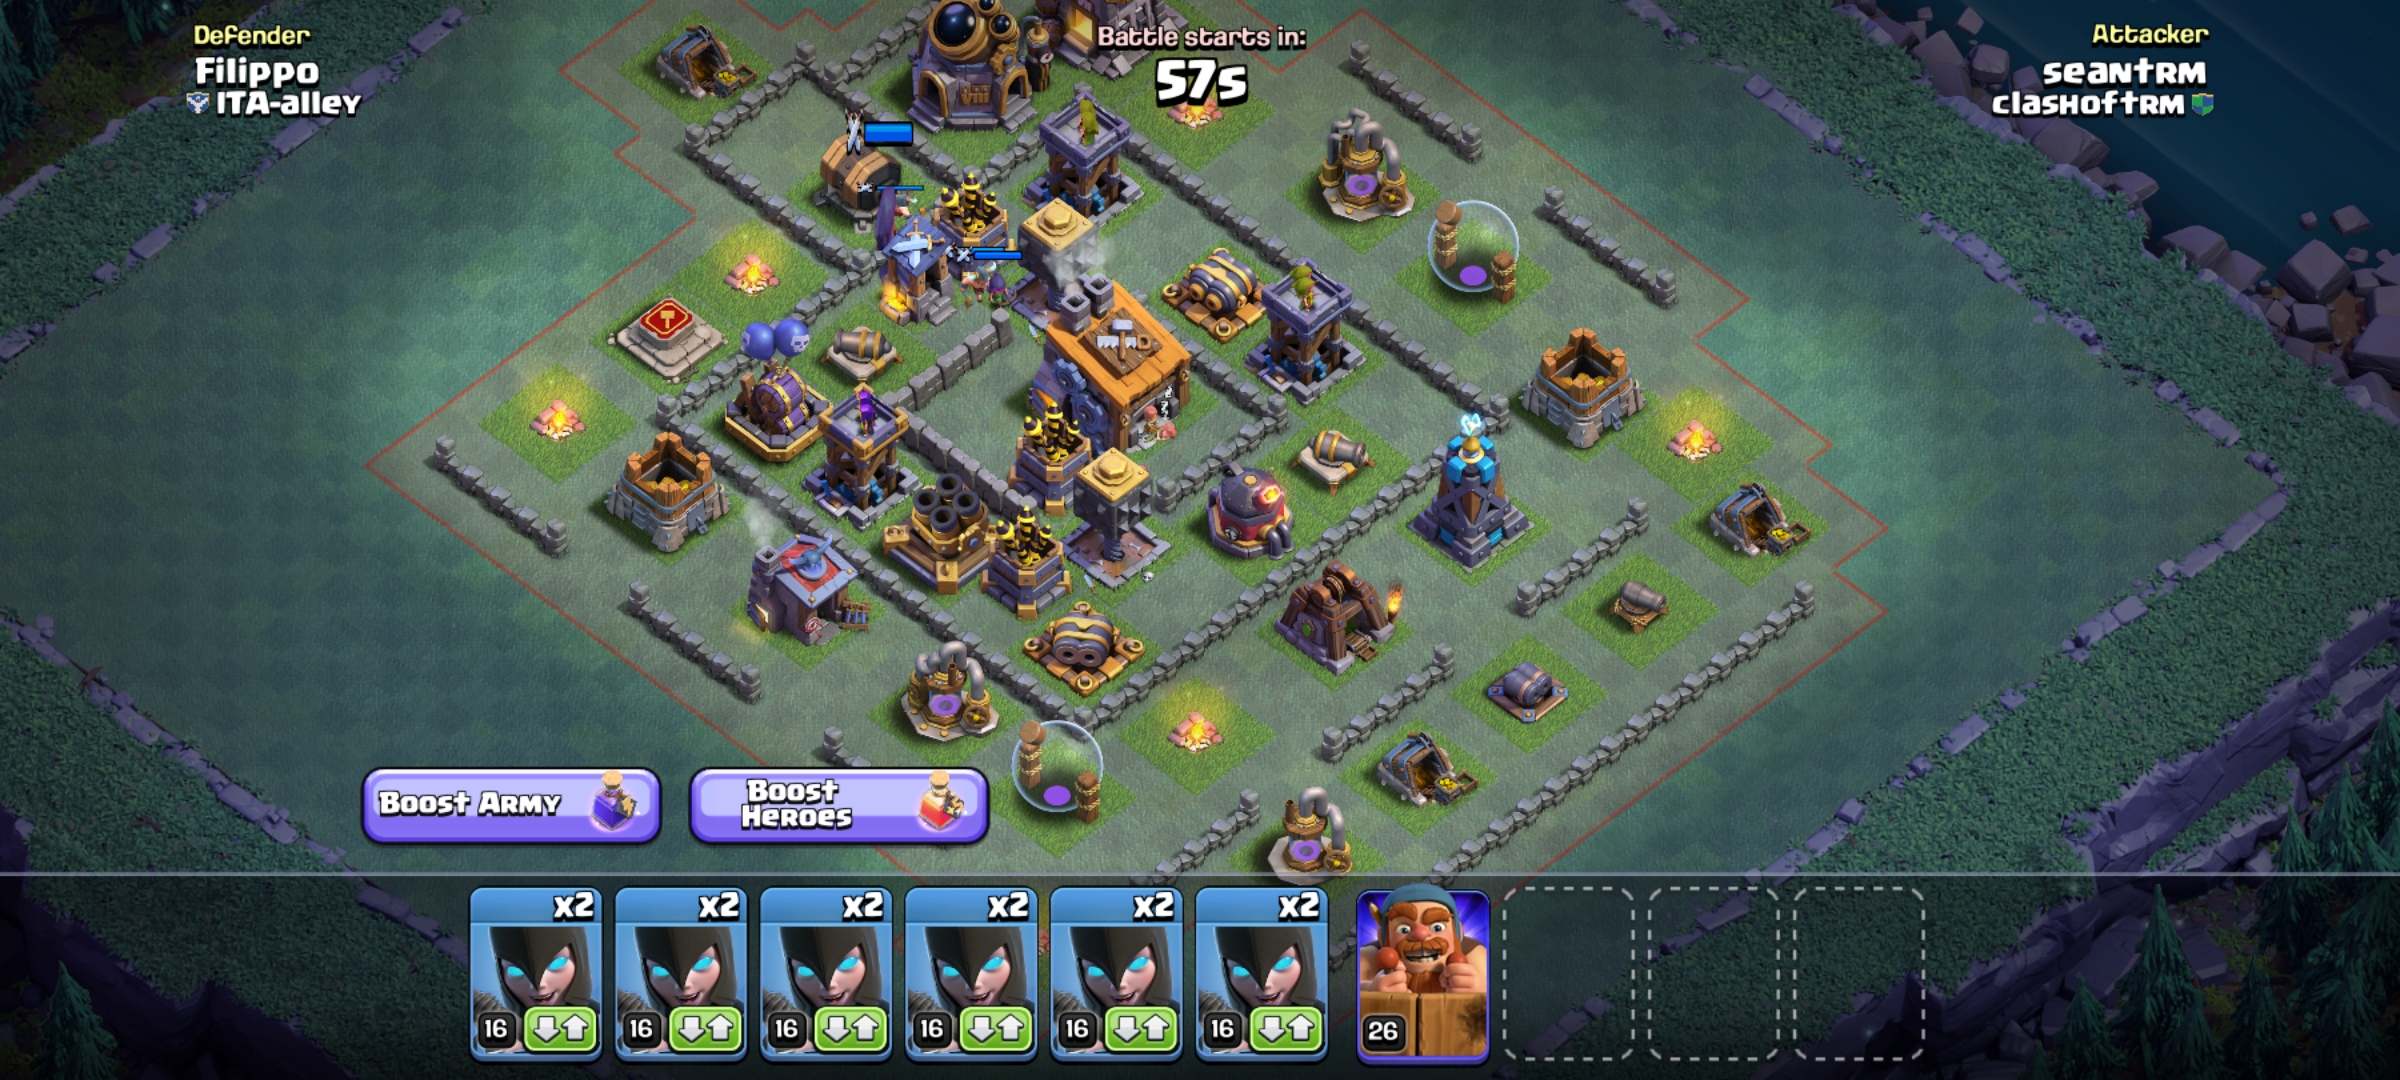 Defender
Filippo
ITA-alley
Battle starts in:
57s
Attacker
seantRM
clashoftRM
VIII
Boost Army
Boost
Heroes
x2
x2
x2
x2
x2
x2
16
16
16
16
16
16
26